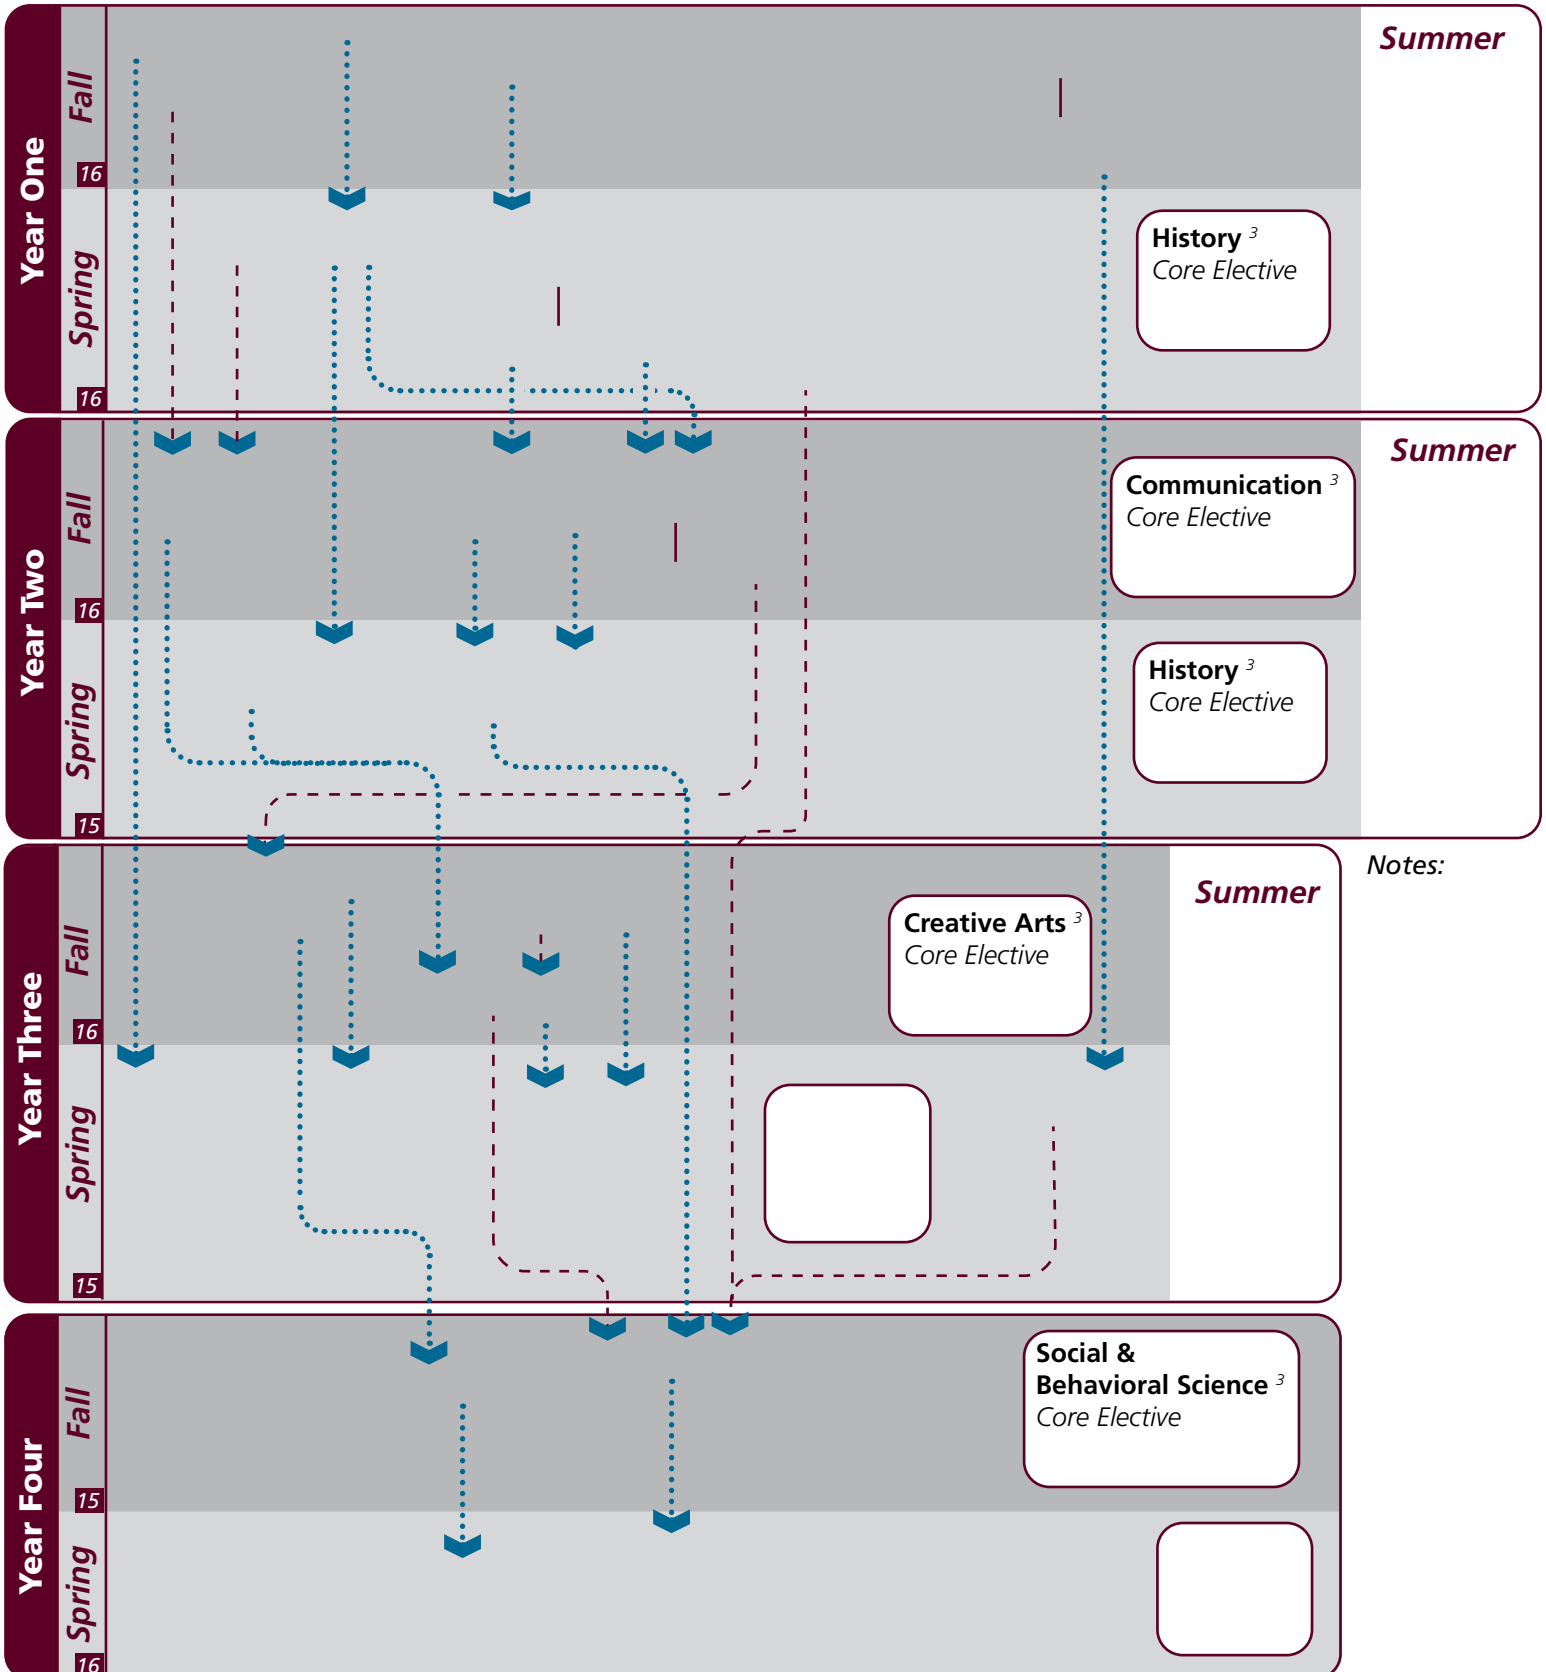 Year One
Fall
16
Summer
Spring
16
History 3
Core Elective
Year Two
Fall
16
Summer
Communication 3
Core Elective
Spring
15
History 3
Core Elective
Year Three
Fall
16
Summer
Creative Arts 3
Core Elective
Notes:
Spring
15
Year Four
Fall
15
Social &
Behavioral Science 3
Core Elective
Spring
16